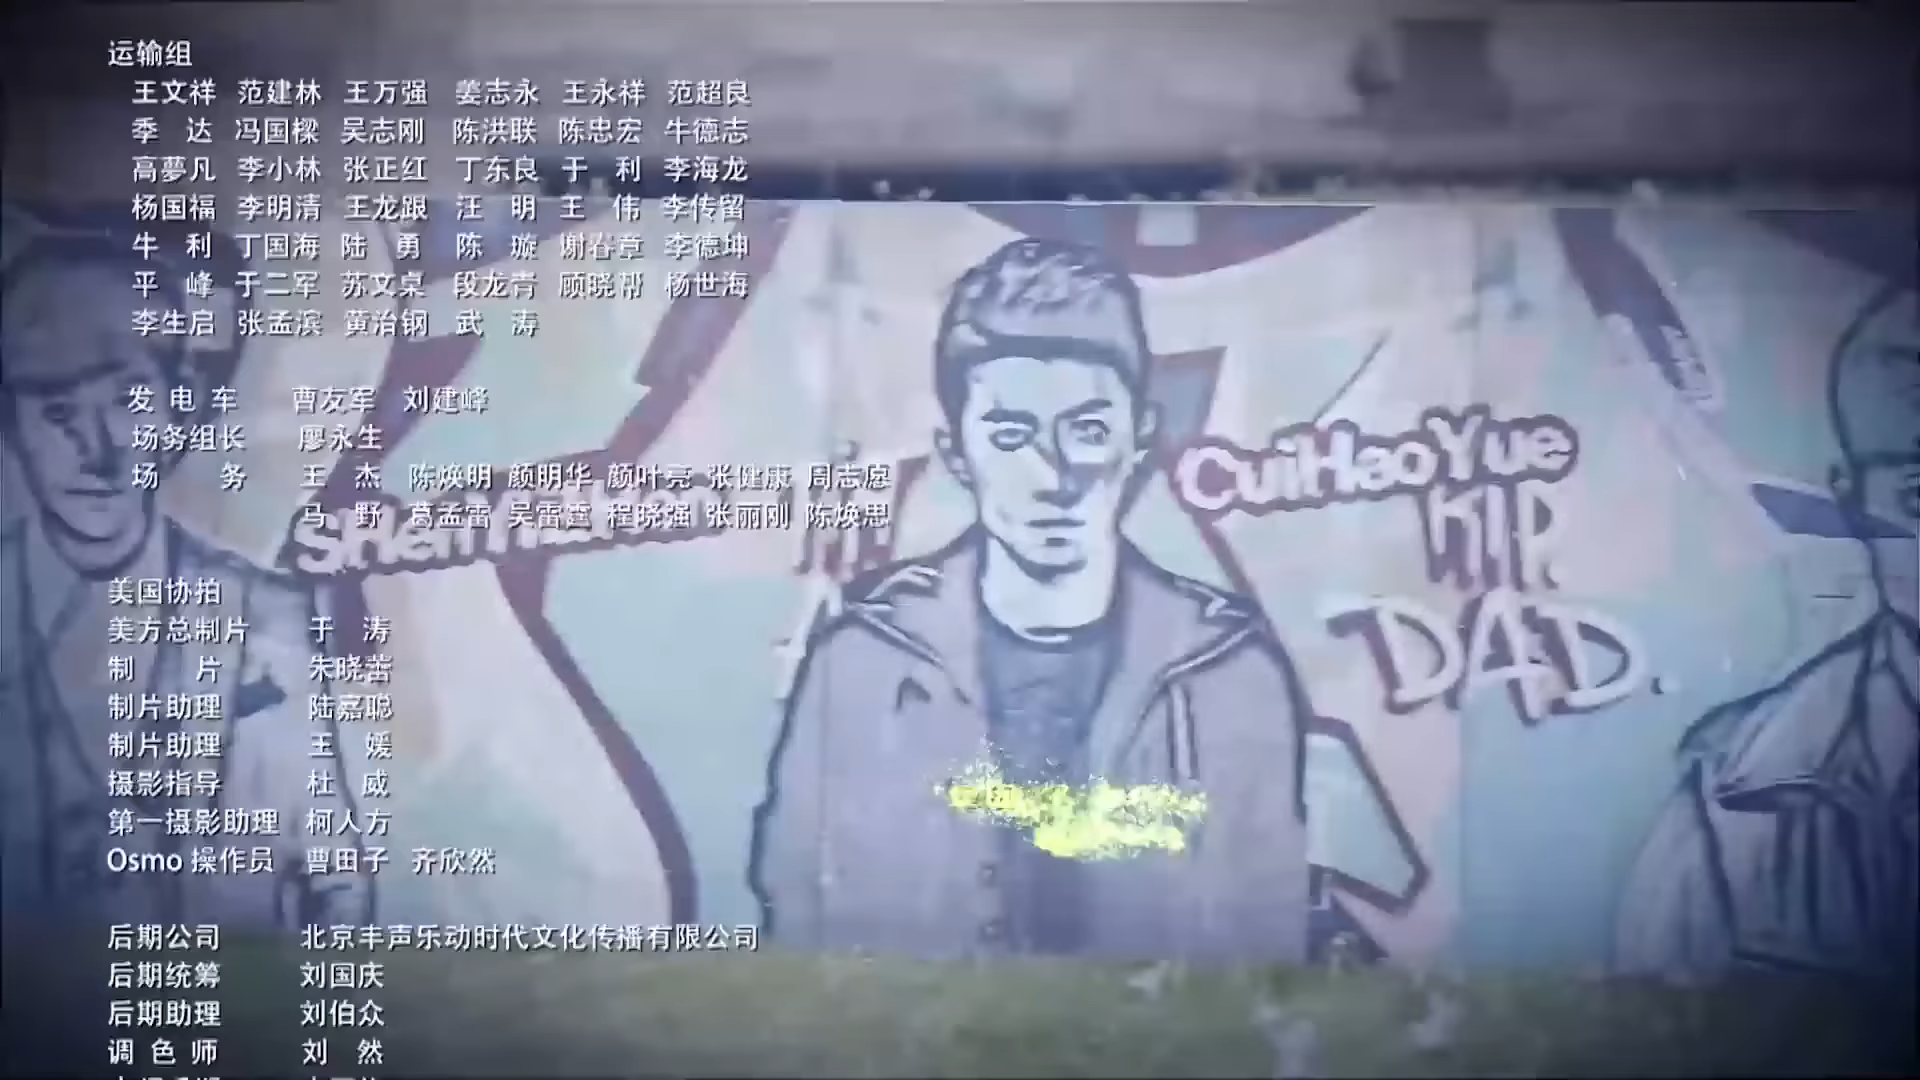 运输组
王文祥 范建林 王万强 姜志永 王永祥 范超良
季 达 冯国樑 吴志刚 陈洪联 陈忠宏 牛德志
高夢凡 李小林 张正红 丁东良 于 利 李海龙
杨国福 李明清 王龙跟 汪 明 王 伟 李传留
牛 利 丁国海 陆 勇 陈 璇 谢春章 李德坤
平 峰 于二军 苏文桌 段龙青 顾晓帮 杨世海
李生启 张孟滨 黄治钢 武 涛
发电车 曹友军 刘建峰
场务组长 廖永生
场 务 王 杰 陈焕明 颜明华 颜叶亮 张健康 周志愿
马 野 葛孟雷 吴雷霆 程晓强 张丽刚 陈焕思
美国协拍
美方总制片 于 涛
制 片 朱晓蕾
制片助理 陆嘉聪
制片助理 王 媛
摄影指导 杜 威
第一摄影助理 柯人方
Osmo 操作员 曹田子 齐欣然
后期公司 北京丰声乐动时代文化传播有限公司
后期统筹 刘国庆
后期助理 刘伯众
调色师 刘 然
CuiHaoYue
R.I.P.
DAD.